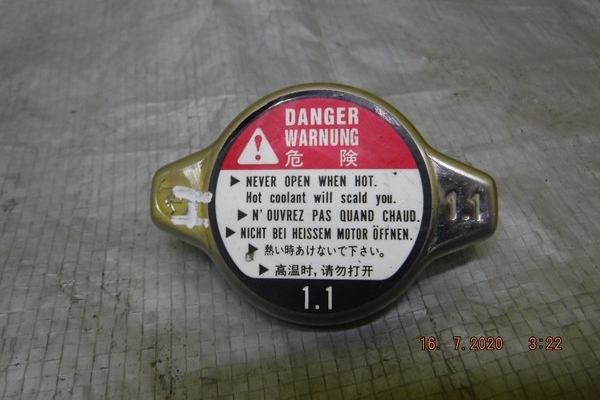 DANGER
WARNUNG
危 険
▶ NEVER OPEN WHEN HOT.
Hot coolant will scald you.
▶ N'OUVREZ PAS QUAND CHAUD.
▶ NICHT BEI HEISSEM MOTOR ÖFFNEN.
▶ 熱い時あけないで下さい。
▶ 高温时,请勿打开
1.1
1.1
16. 7.2020 3:22